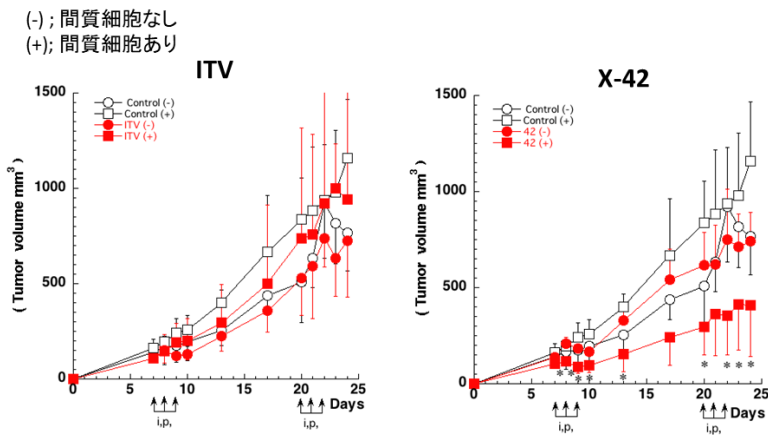 (-) ; 間質細胞なし
(+); 間質細胞あり
ITV
1500
1000
500
0
( Tumor volume mm³ )
Control (-)
Control (+)
ITV (-)
ITV (+)
0 5 10 15 20 25
Days
i,p,
i,p,
X-42
1500
1000
500
0
( Tumor volume mm³ )
Control (-)
Control (+)
42 (-)
42 (+)
* * * * * * * * *
0 5 10 15 20 25
Days
i,p,
i,p,